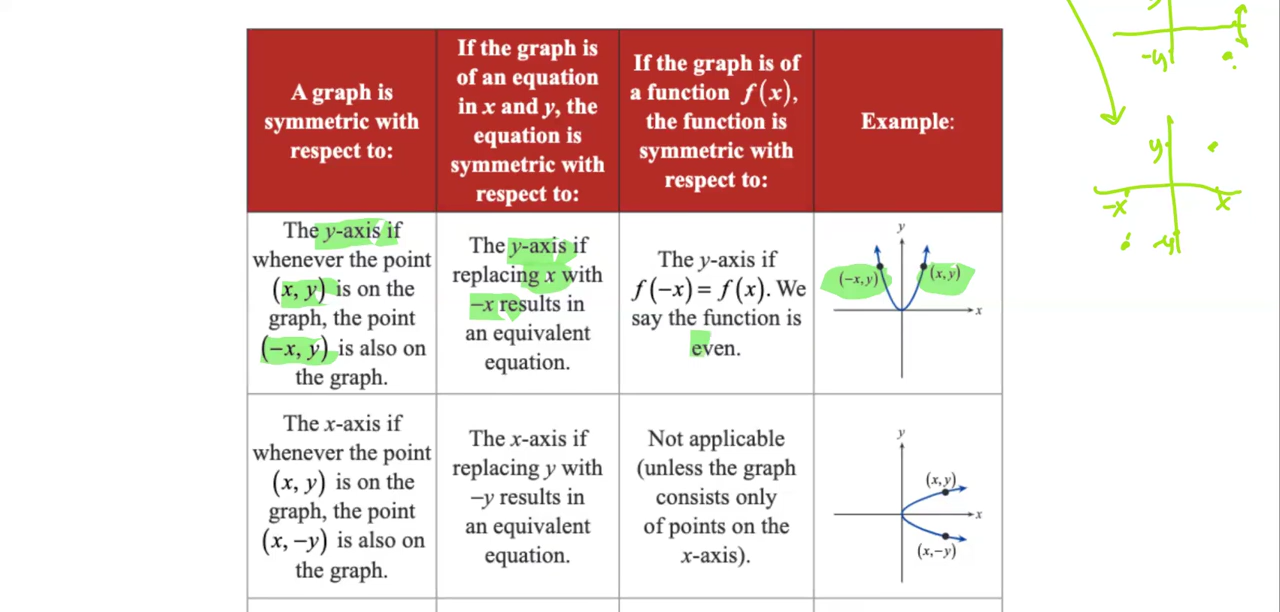 A graph is
symmetric with
respect to:
If the graph is
of an equation
in x and y, the
equation is
symmetric with
respect to:
If the graph is of
a function f(x),
the function is
symmetric with
respect to:
Example:
The y-axis if
whenever the point
(x, y) is on the
graph, the point
(−x, y) is also on
the graph.
The y-axis if
replacing x with
−x results in
an equivalent
equation.
The y-axis if
f(−x) = f(x). We
say the function is
even.
y
(−x, y)
(x, y)
x
The x-axis if
whenever the point
(x, y) is on the
graph, the point
(x, −y) is also on
the graph.
The x-axis if
replacing y with
−y results in
an equivalent
equation.
Not applicable
(unless the graph
consists only
of points on the
x-axis).
y
(x, y)
x
(x, −y)
-y
y
-x
x
-y